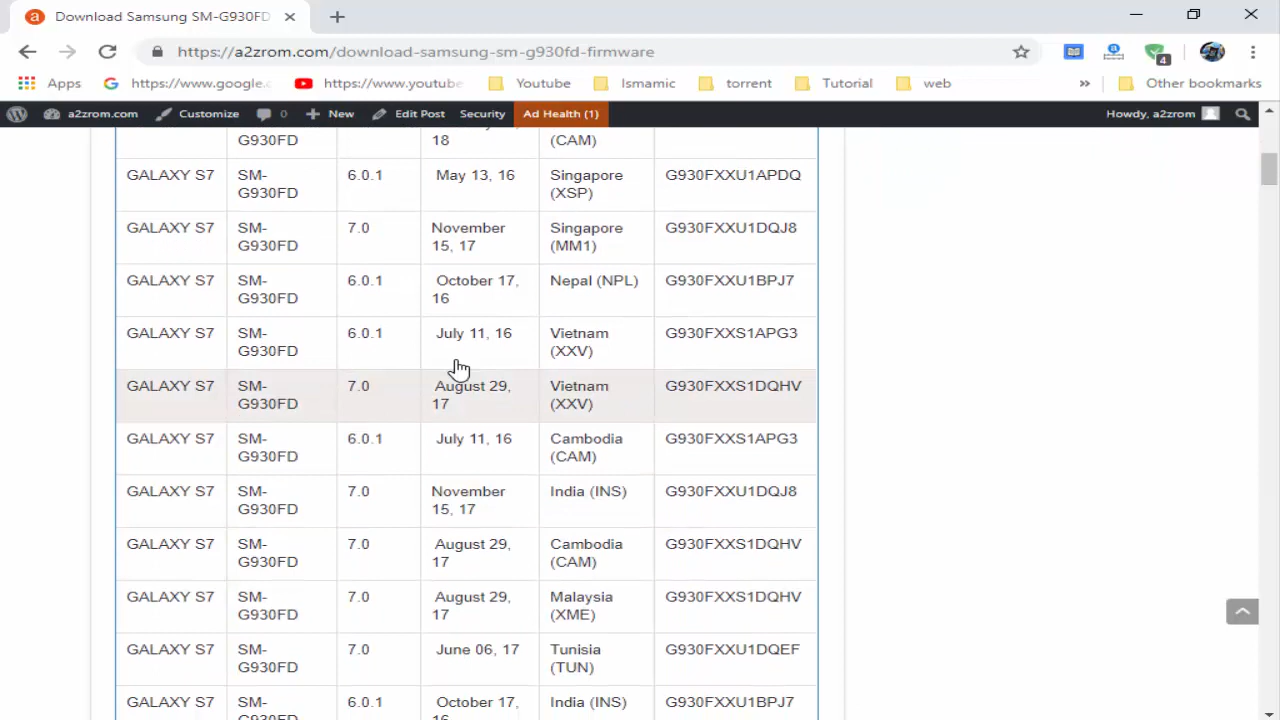 Download Samsung SM-G930FD
https://a2zrom.com/download-samsung-sm-g930fd-firmware
4
Apps https://www.google.c https://www.youtube Youtube Ismamic torrent Tutorial web » Other bookmarks
a2zrom.com Customize 0 New Edit Post Security Ad Health (1) Howdy, a2zrom
G930FD 18 (CAM)
GALAXY S7 SM- 6.0.1 May 13, 16 Singapore G930FXXU1APDQ
G930FD (XSP)
GALAXY S7 SM- 7.0 November Singapore G930FXXU1DQJ8
G930FD 15, 17 (MM1)
GALAXY S7 SM- 6.0.1 October 17, Nepal (NPL) G930FXXU1BPJ7
G930FD 16
GALAXY S7 SM- 6.0.1 July 11, 16 Vietnam G930FXXS1APG3
G930FD (XXV)
GALAXY S7 SM- 7.0 August 29, Vietnam G930FXXS1DQHV
G930FD 17 (XXV)
GALAXY S7 SM- 6.0.1 July 11, 16 Cambodia G930FXXS1APG3
G930FD (CAM)
GALAXY S7 SM- 7.0 November India (INS) G930FXXU1DQJ8
G930FD 15, 17
GALAXY S7 SM- 7.0 August 29, Cambodia G930FXXS1DQHV
G930FD 17 (CAM)
GALAXY S7 SM- 7.0 August 29, Malaysia G930FXXS1DQHV
G930FD 17 (XME)
GALAXY S7 SM- 7.0 June 06, 17 Tunisia G930FXXU1DQEF
G930FD (TUN)
GALAXY S7 SM- 6.0.1 October 17, India (INS) G930FXXU1BPJ7
G930FD 16